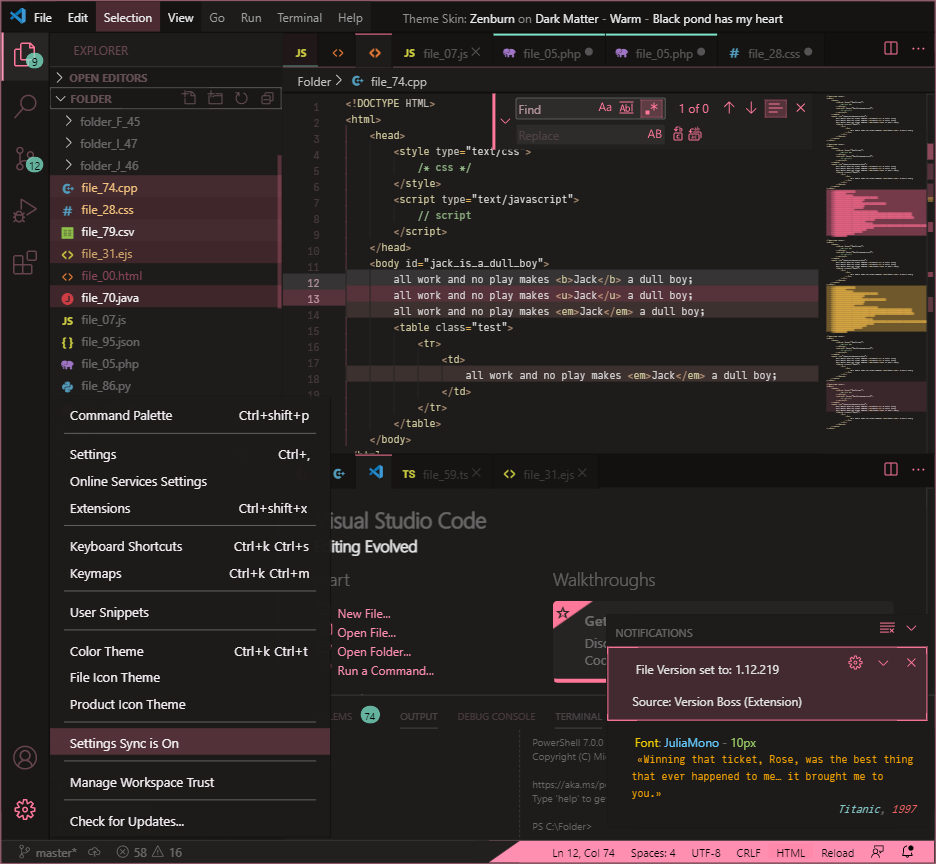 File Edit Selection View Go Run Terminal Help Theme Skin: Zenburn on Dark Matter - Warm - Black pond has my heart
EXPLORER
9
OPEN EDITORS
FOLDER
folder_F_45
folder_I_47
folder_J_46
file_74.cpp
file_28.css
file_79.csv
file_31.ejs
file_00.html
file_70.java
file_07.js
file_95.json
file_05.php
file_86.py
12
JS <> <> JS file_07.js file_05.php file_05.php # file_28.css
Folder > file_74.cpp
1 <!DOCTYPE HTML>
2 <html>
3 <head>
4 <style type="text/css">
5 /* css */
6 </style>
7 <script type="text/javascript">
8 // script
9 </script>
10 </head>
11 <body id="jack_is_a_dull_boy">
12 all work and no play makes <b>Jack</b> a dull boy;
13 all work and no play makes <u>Jack</u> a dull boy;
14 all work and no play makes <em>Jack</em> a dull boy;
15 <table class="test">
16 <tr>
17 <td>
18 all work and no play makes <em>Jack</em> a dull boy;
19 </td>
</tr>
</table>
</body>
Find Aa Abl .* 1 of 0
Replace AB
Command Palette Ctrl+shift+p
Settings Ctrl+,
Online Services Settings
Extensions Ctrl+shift+x
Keyboard Shortcuts Ctrl+k Ctrl+s
Keymaps Ctrl+k Ctrl+m
User Snippets
Color Theme Ctrl+k Ctrl+t
File Icon Theme
Product Icon Theme
Settings Sync is On
Manage Workspace Trust
Check for Updates...
TS file_59.ts <> file_31.ejs
isual Studio Code
iting Evolved
art
New File...
Open File...
Open Folder...
Run a Command...
Walkthroughs
Get
Disc
Coc
EMS 74 OUTPUT DEBUG CONSOLE TERMINAL
PowerShell 7.0.0
Copyright (C) Mi
https://aka.ms/p
Type 'help' to get
PS C:\Folder>
NOTIFICATIONS
File Version set to: 1.12.219
Source: Version Boss (Extension)
Font: JuliaMono - 10px
«Winning that ticket, Rose, was the best thing
that ever happened to me… it brought me to
you.»
Titanic, 1997
master* 58 16 Ln 12, Col 74 Spaces: 4 UTF-8 CRLF HTML Reload